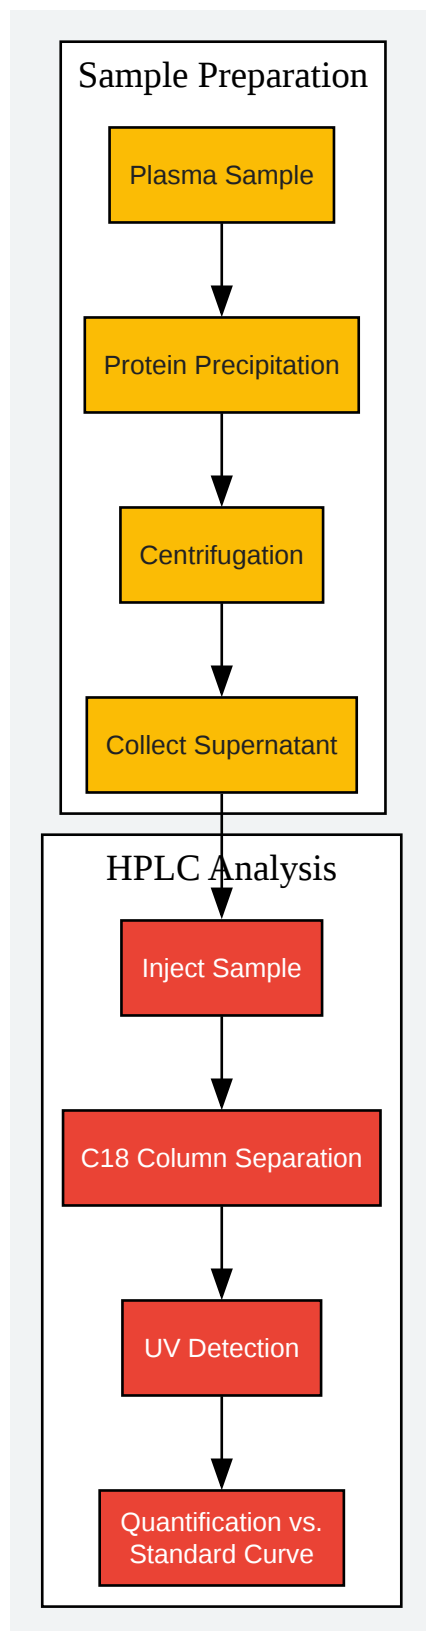 Sample Preparation
Plasma Sample
Protein Precipitation
Centrifugation
Collect Supernatant
HPLC Analysis
Inject Sample
C18 Column Separation
UV Detection
Quantification vs.
Standard Curve